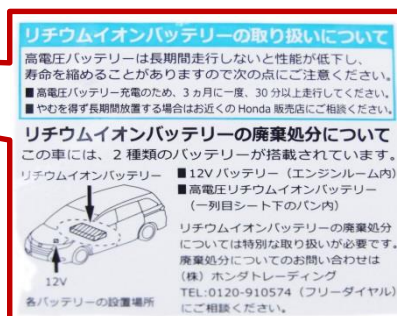 リチウムイオンバッテリーの取り扱いについて
高電圧バッテリーは長期間走行しないと性能が低下し、
寿命を縮めることがありますので次の点にご注意ください。
■高電圧バッテリー充電のため、3ヵ月に一度、30分以上走行してください。
■やむを得ず長期間放置する場合はお近くの Honda 販売店にご相談ください。
リチウムイオンバッテリーの廃棄処分について
この車には、2種類のバッテリーが搭載されています。
リチウムイオンバッテリー
■12V バッテリー（エンジンルーム内）
■高電圧リチウムイオンバッテリー
（一列目シート下のパン内）
リチウムイオンバッテリーの廃棄処分
については特別な取り扱いが必要です。
廃棄処分についてのお問い合わせは
（株）ホンダトレーディング
TEL:0120-910574（フリーダイヤル）
にご相談ください。
12V
各バッテリーの設置場所